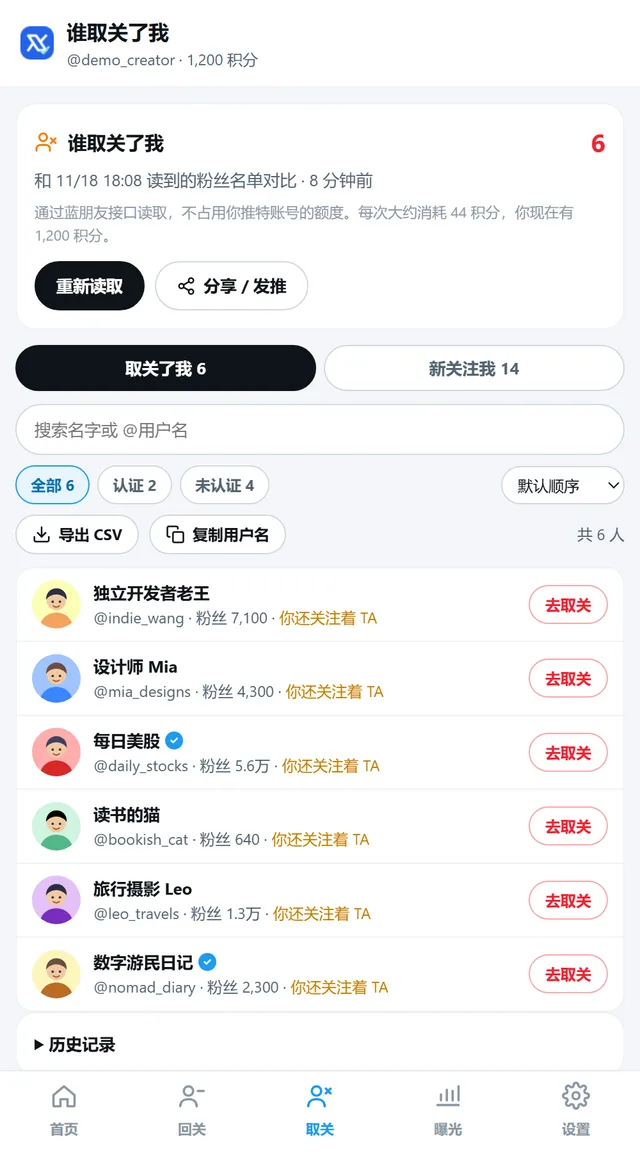 谁取关了我
@demo_creator · 1,200 积分
谁取关了我
6
和 11/18 18:08 读到的粉丝名单对比 · 8 分钟前
通过蓝朋友接口读取，不占用你推特账号的额度。每次大约消耗 44 积分，你现在有
1,200 积分。
重新读取
分享 / 发推
取关了我 6
新关注我 14
搜索名字或 @用户名
全部 6
认证 2
未认证 4
默认顺序
导出 CSV
复制用户名
共 6 人
独立开发者老王
@indie_wang · 粉丝 7,100 · 你还关注着 TA
去取关
设计师 Mia
@mia_designs · 粉丝 4,300 · 你还关注着 TA
去取关
每日美股
@daily_stocks · 粉丝 5.6万 · 你还关注着 TA
去取关
读书的猫
@bookish_cat · 粉丝 640 · 你还关注着 TA
去取关
旅行摄影 Leo
@leo_travels · 粉丝 1.3万 · 你还关注着 TA
去取关
数字游民日记
@nomad_diary · 粉丝 2,300 · 你还关注着 TA
去取关
历史记录
首页
回关
取关
曝光
设置